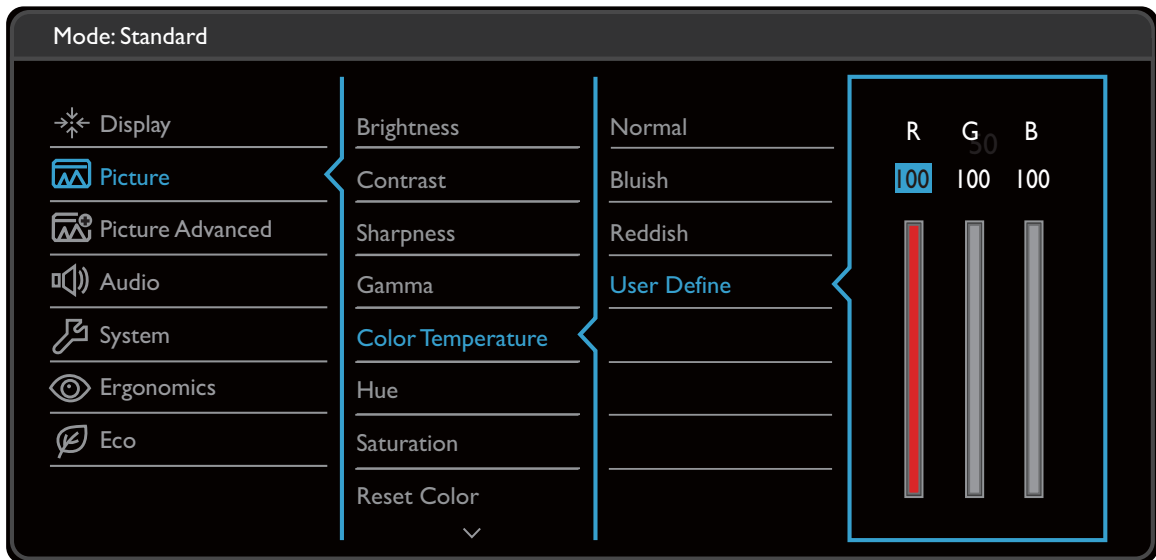 Mode: Standard
Display
Picture
Picture Advanced
Audio
System
Ergonomics
Eco
Brightness
Contrast
Sharpness
Gamma
Color Temperature
Hue
Saturation
Reset Color
Normal
Bluish
Reddish
User Define
R G B
50
100 100 100